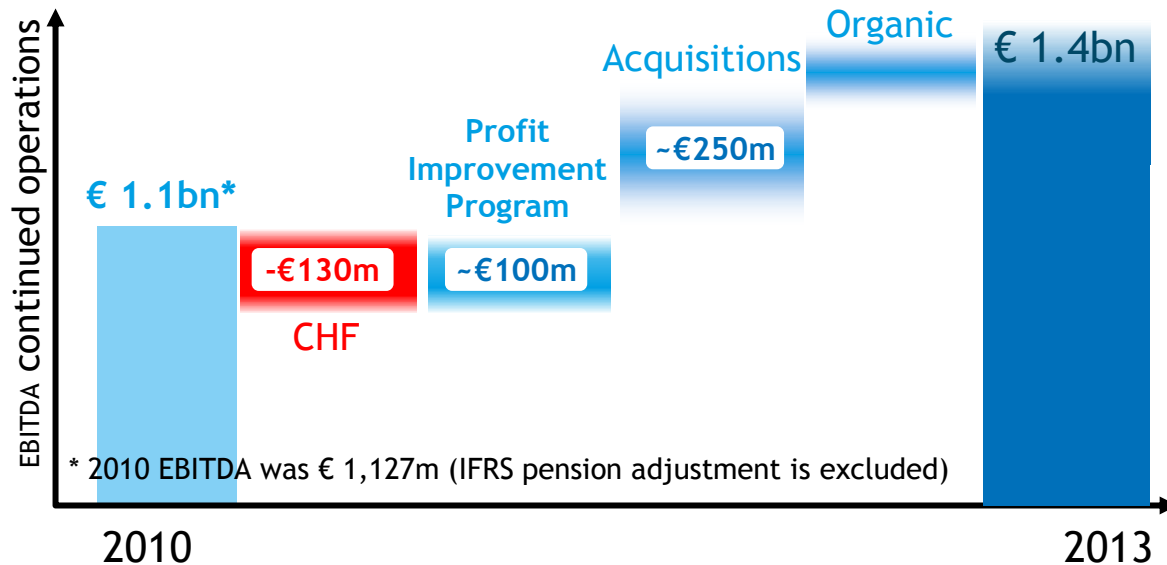 EBITDA continued operations
€ 1.1bn*
-€130m
CHF
Profit
Improvement
Program
~€100m
Acquisitions
~€250m
Organic
€ 1.4bn
* 2010 EBITDA was € 1,127m (IFRS pension adjustment is excluded)
2010
2013